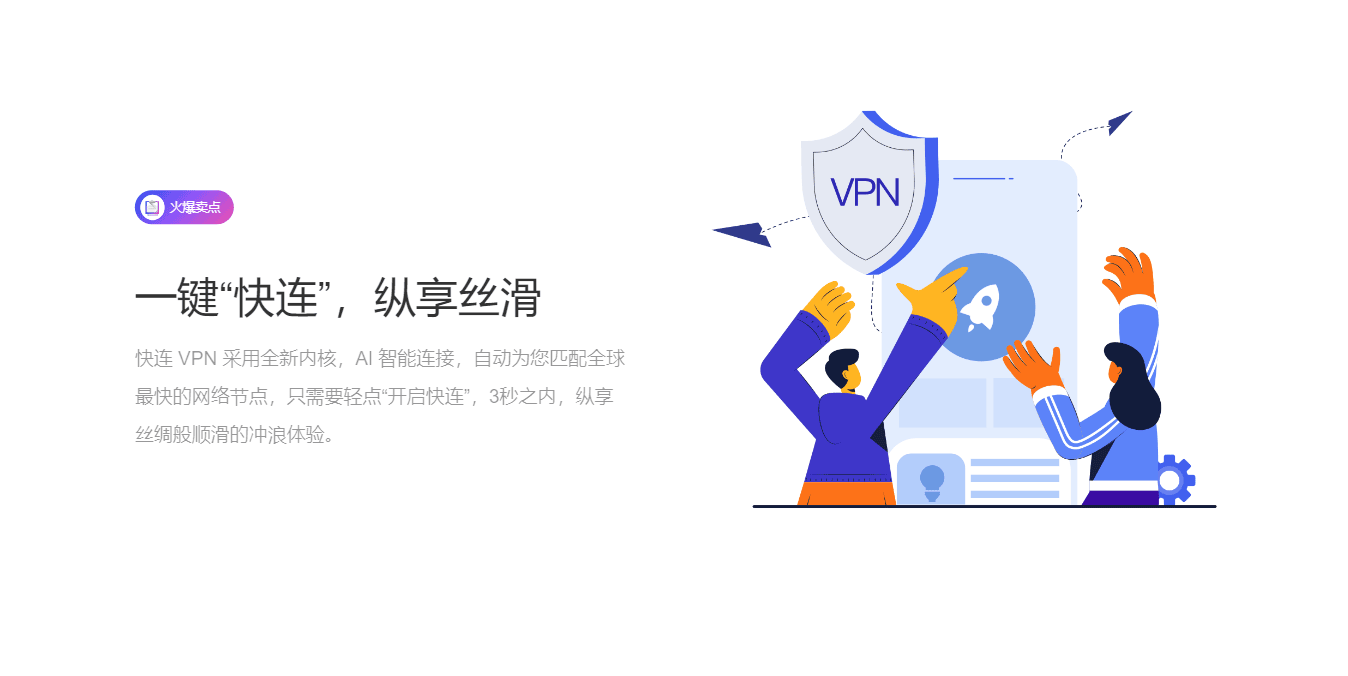 火爆卖点
一键“快连”，纵享丝滑
快连 VPN 采用全新内核，AI 智能连接，自动为您匹配全球
最快的网络节点，只需要轻点“开启快连”，3秒之内，纵享
丝绸般顺滑的冲浪体验。
VPN